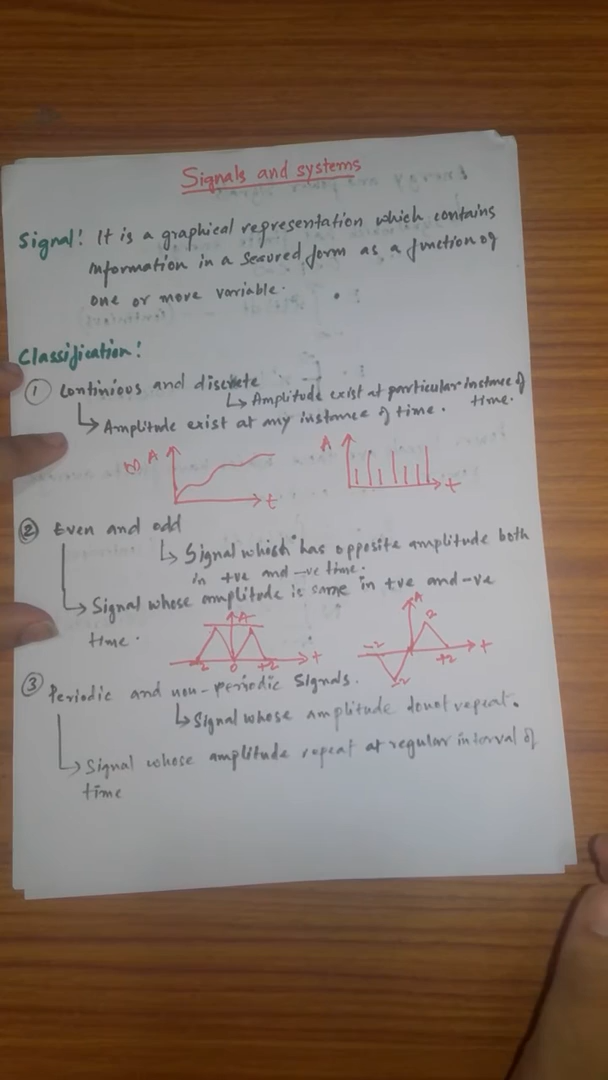 Signals and systems
Signal: It is a graphical representation which contains
information in a secured form as a function of
one or more variable.
Classification:
① Continious and discrete
↳ Amplitude exist at particular instance of
time.
↳ Amplitude exist at any instance of time.
A
t
A
t
② Even and odd
↳ Signal which has opposite amplitude both
in +ve and -ve time.
↳ Signal whose amplitude is same in +ve and -ve
time.
A
-2 0 +2 t
A
-2 2 +2 t
-2
③ Periodic and non-periodic signals.
↳ Signal whose amplitude donot repeat.
↳ Signal whose amplitude repeat at regular interval of
time